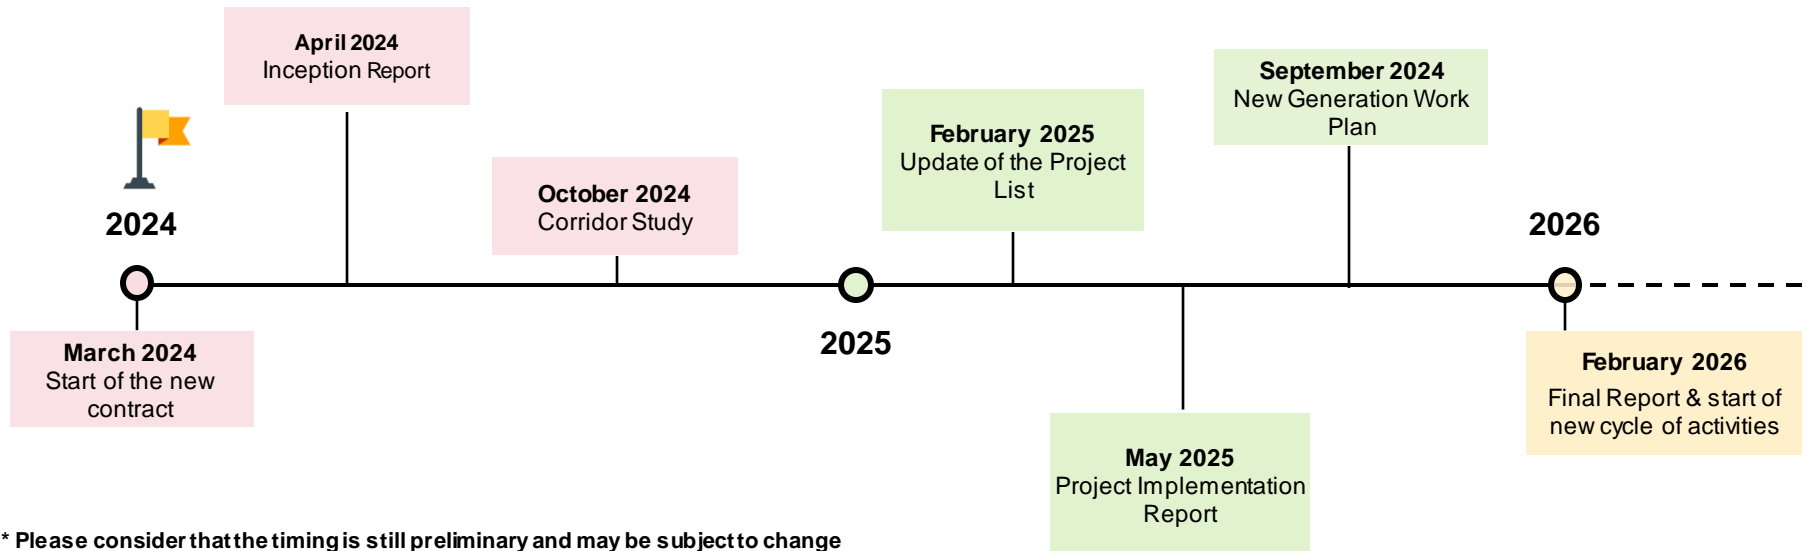 April 2024
Inception Report
September 2024
New Generation Work
Plan
February 2025
Update of the Project
List
October 2024
Corridor Study
2024
2026
2025
March 2024
Start of the new
contract
February 2026
Final Report & start of
new cycle of activities
May 2025
Project Implementation
Report
* Please consider that the timing is still preliminary and may be subject to change